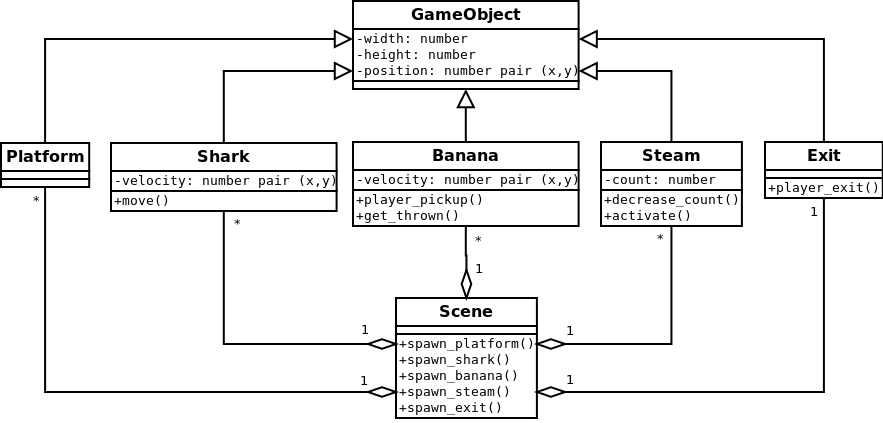 GameObject
-width: number
-height: number
-position: number pair (x,y)
Platform
Shark
-velocity: number pair (x,y)
+move()
Banana
-velocity: number pair (x,y)
+player_pickup()
+get_thrown()
Steam
-count: number
+decrease_count()
+activate()
Exit
+player_exit()
*
*
*
*
1
1
1
1
1
1
Scene
+spawn_platform()
+spawn_shark()
+spawn_banana()
+spawn_steam()
+spawn_exit()